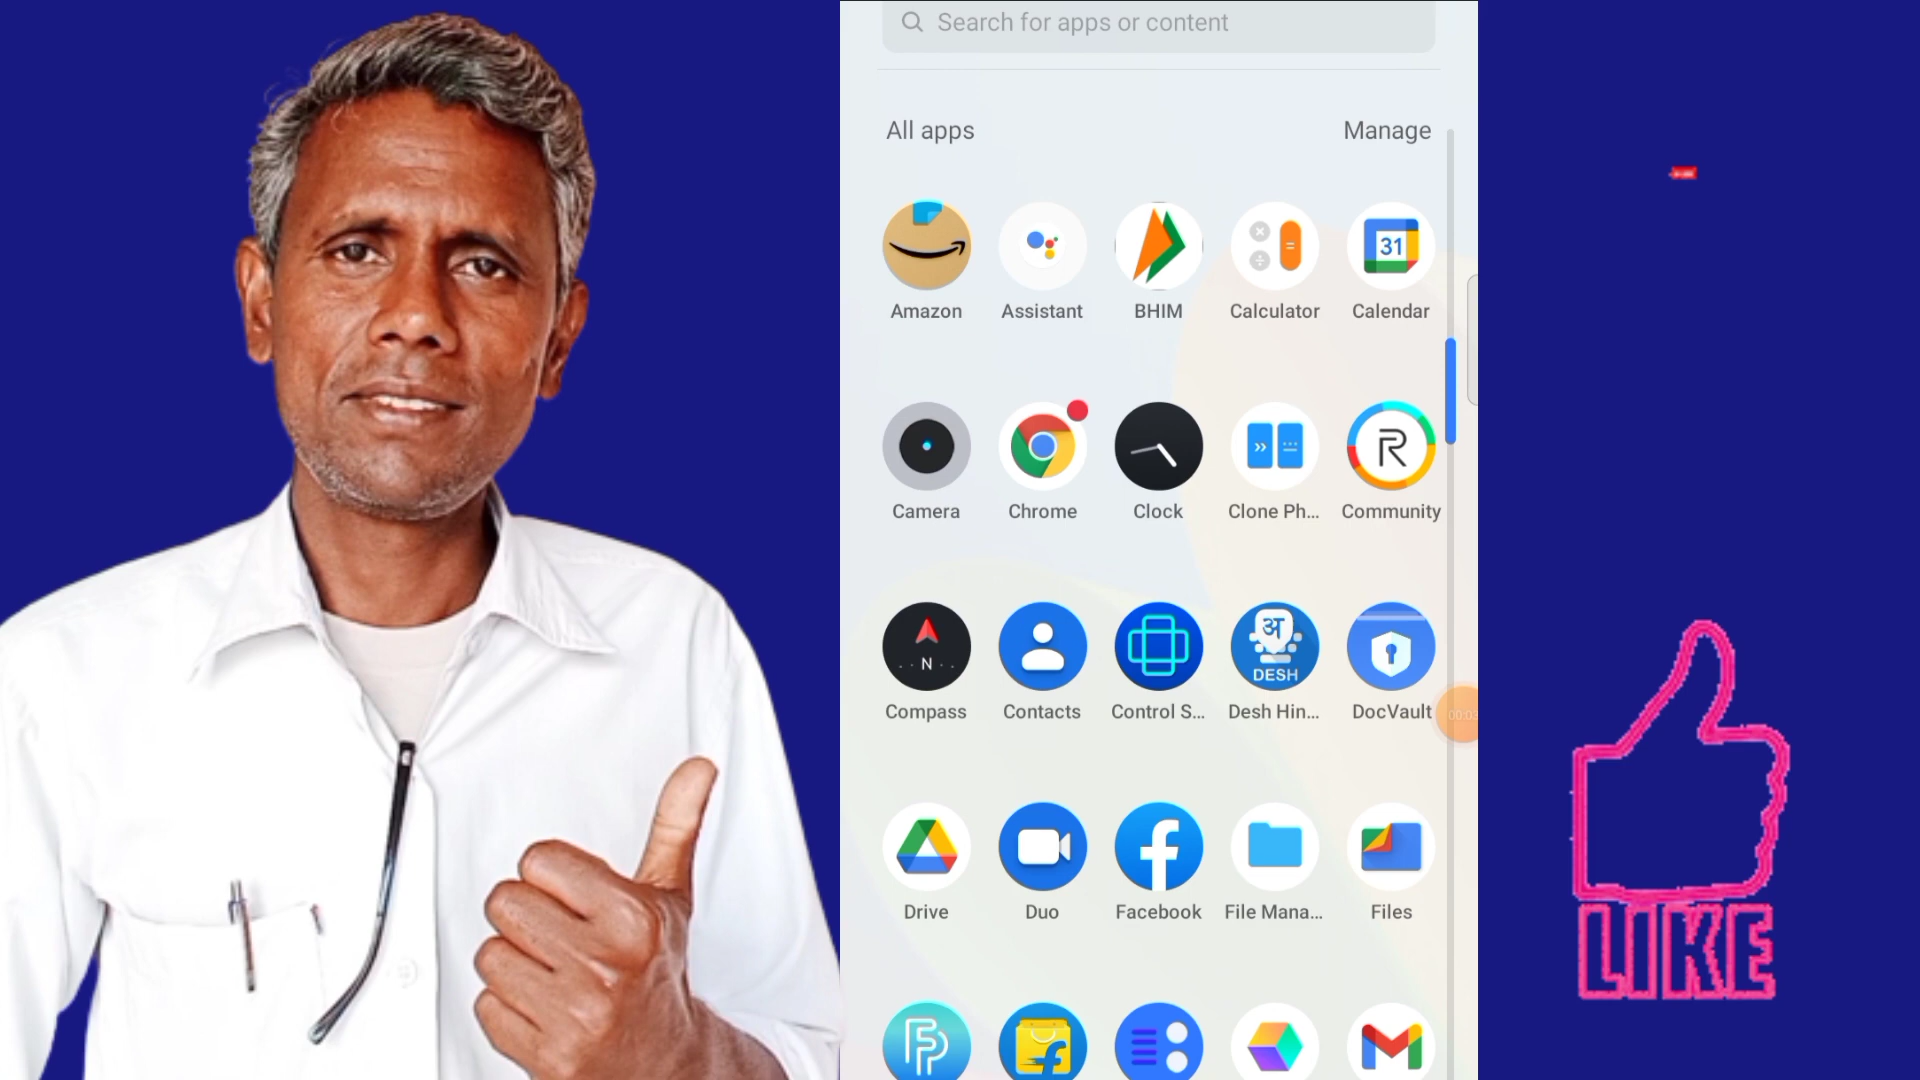 Search for apps or content
All apps Manage
31
Amazon Assistant BHIM Calculator Calendar
Camera Chrome Clock Clone Ph... Community
N
अ
DESH
Compass Contacts Control S... Desh Hin... DocVault
Drive Duo Facebook File Mana... Files
LIKE